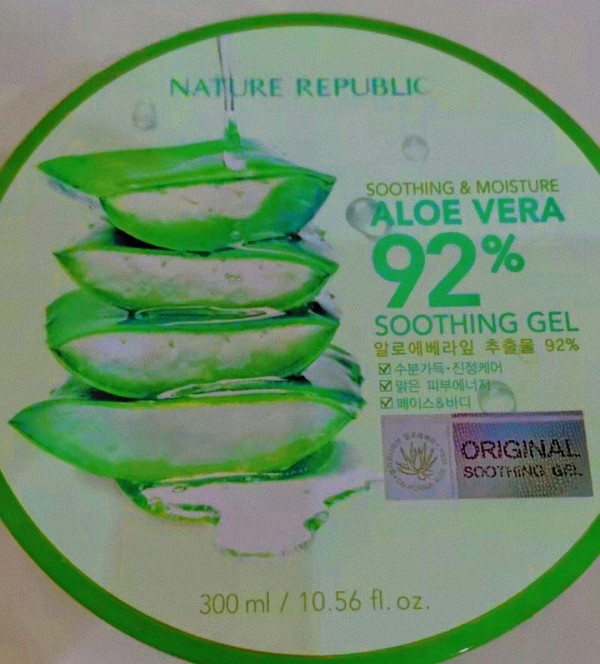 NATURE REPUBLIC
SOOTHING & MOISTURE
ALOE VERA
92%
SOOTHING GEL
알로에베라잎 추출물 92%
수분가득·진정케어
맑은 피부에너지
페이스&바디
ORIGINAL
SOOTHING GEL
300 ml / 10.56 fl. oz.